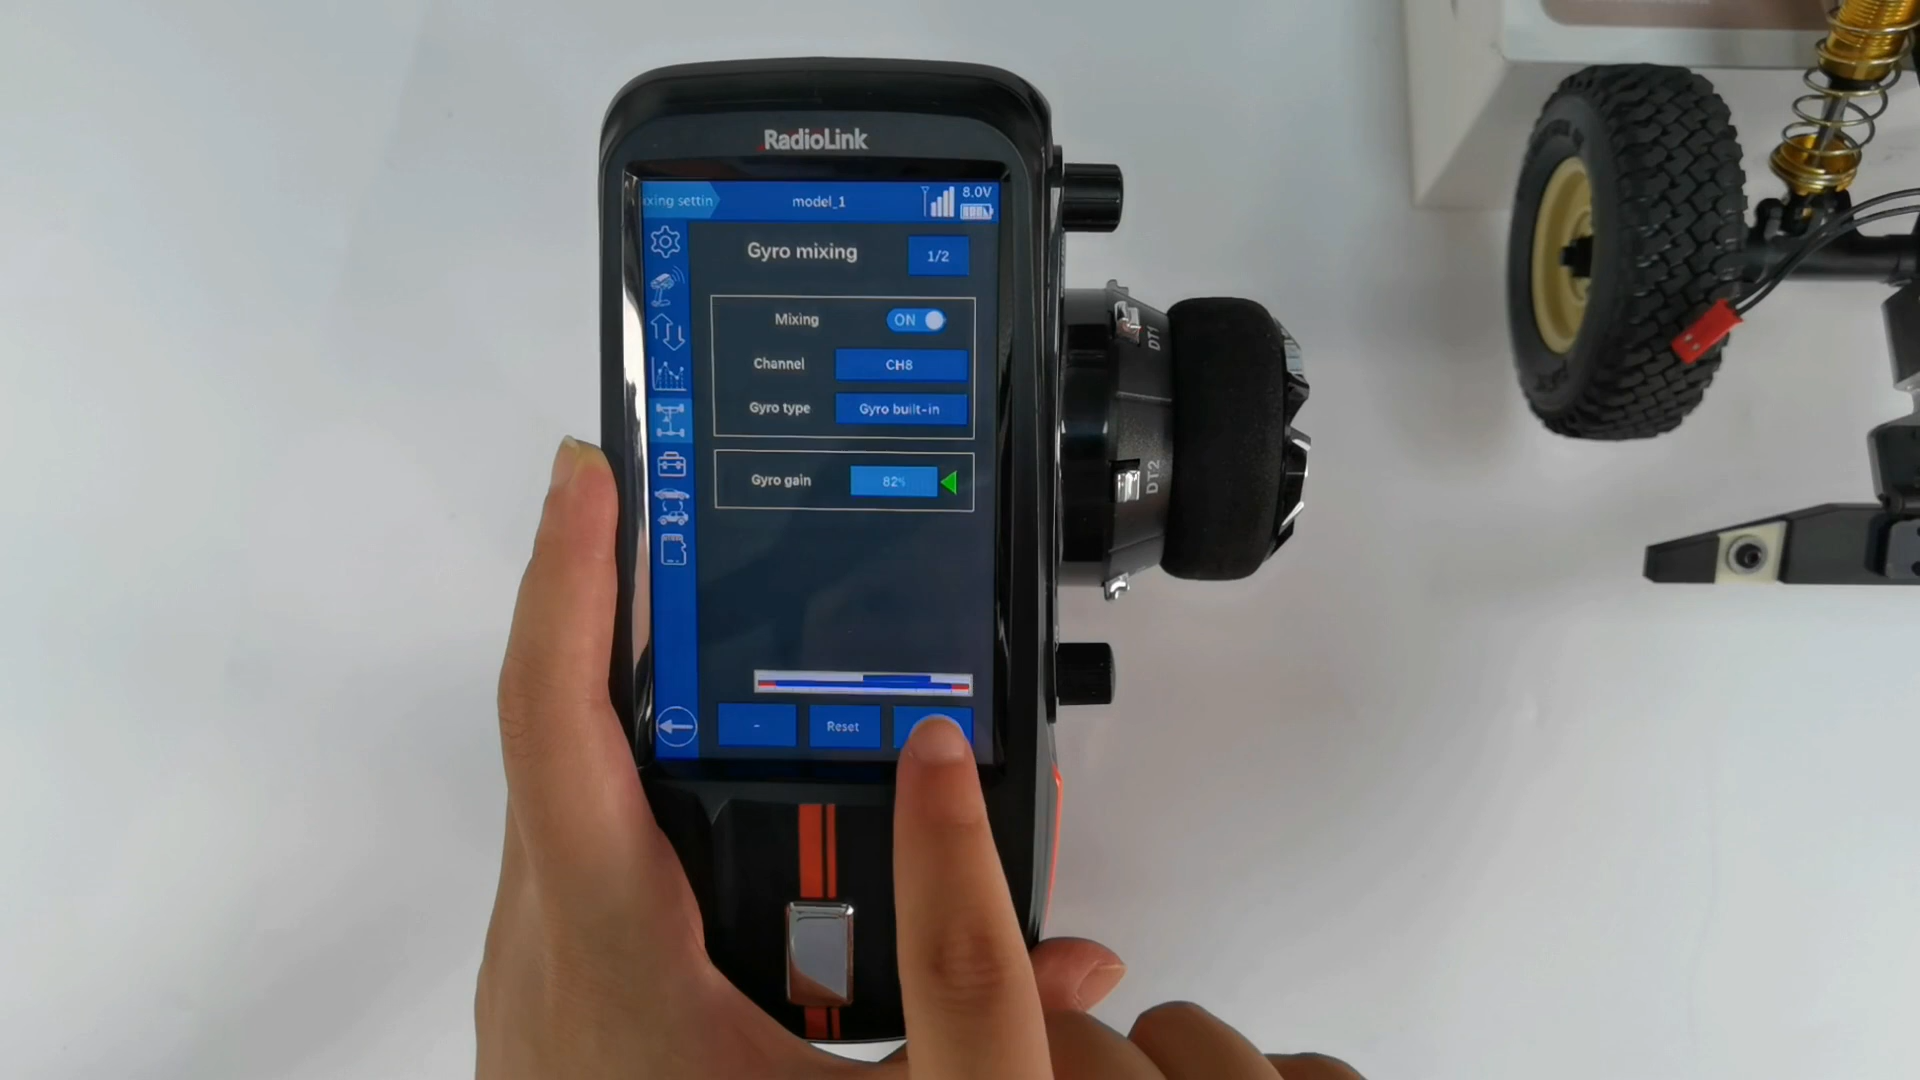 RadioLink
ixing settin
model_1
8.0V
Gyro mixing
1/2
Mixing
ON
Channel
CH8
Gyro type
Gyro built-in
Gyro gain
82%
-
Reset
DT1
DT2